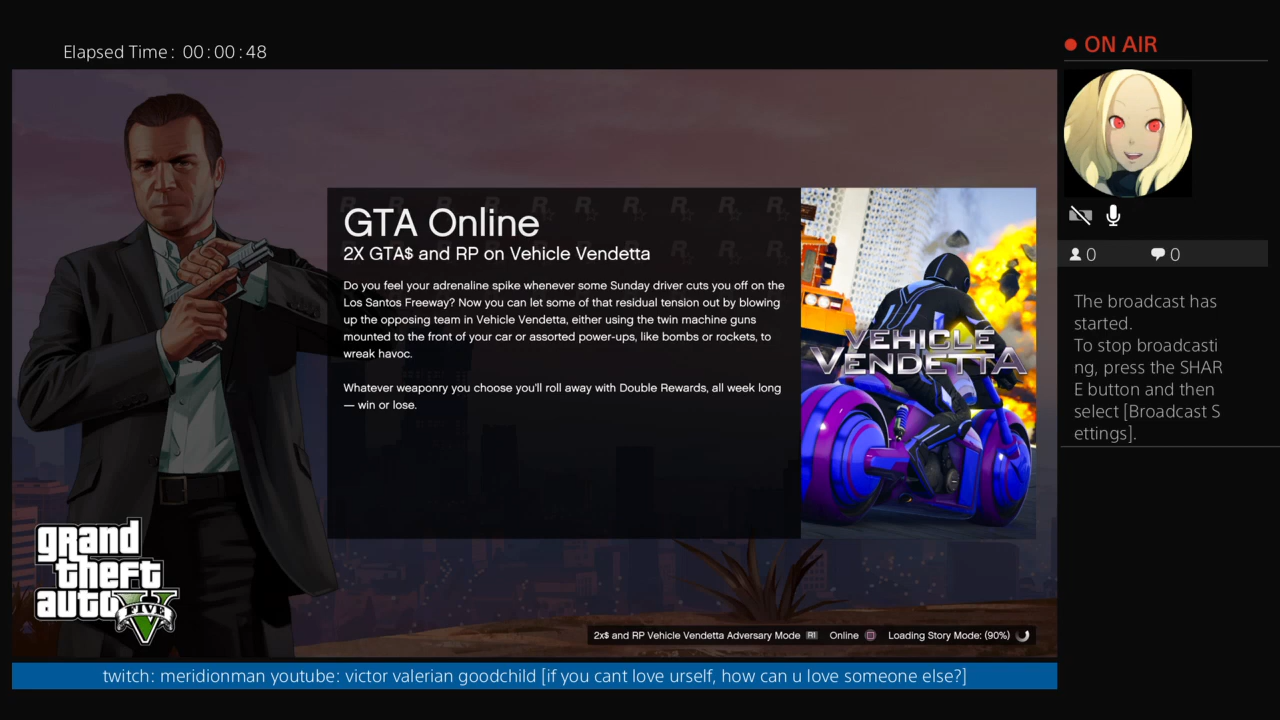 Elapsed Time: 00:00:48
ON AIR
GTA Online
2X GTA$ and RP on Vehicle Vendetta
Do you feel your adrenaline spike whenever some Sunday driver cuts you off on the
Los Santos Freeway? Now you can let some of that residual tension out by blowing
up the opposing team in Vehicle Vendetta, either using the twin machine guns
mounted to the front of your car or assorted power-ups, like bombs or rockets, to
wreak havoc.
Whatever weaponry you choose you'll roll away with Double Rewards, all week long
— win or lose.
VEHICLE
VENDETTA
0 0
The broadcast has
started.
To stop broadcasti
ng, press the SHAR
E button and then
select [Broadcast S
ettings].
grand
theft
auto
FIVE
2x$ and RP Vehicle Vendetta Adversary Mode R1 Online Loading Story Mode: (90%)
twitch: meridionman youtube: victor valerian goodchild [if you cant love urself, how can u love someone else?]